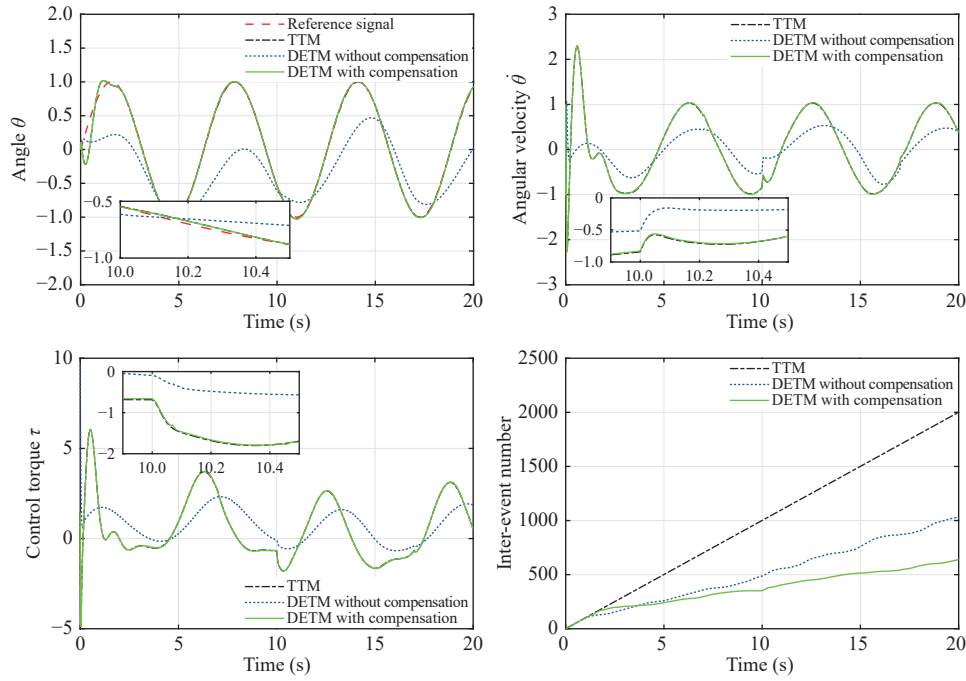 2.0
1.5
1.0
0.5
0
−0.5
−1.0
−1.5
−2.0
Angle θ
Reference signal
TTM
DETM without compensation
DETM with compensation
−0.5
−1.0
10.0 10.2 10.4
0 5 10 15 20
Time (s)
3
2
1
0
−1
−2
−3
Angular velocity θ̇
TTM
DETM without compensation
DETM with compensation
0
−0.5
−1.0
10.0 10.2 10.4
0 5 10 15 20
Time (s)
10
5
0
−5
Control torque τ
0
−1
−2
10.0 10.2 10.4
TTM
DETM without compensation
DETM with compensation
0 5 10 15 20
Time (s)
2500
2000
1500
1000
500
0
Inter-event number
TTM
DETM without compensation
DETM with compensation
0 5 10 15 20
Time (s)